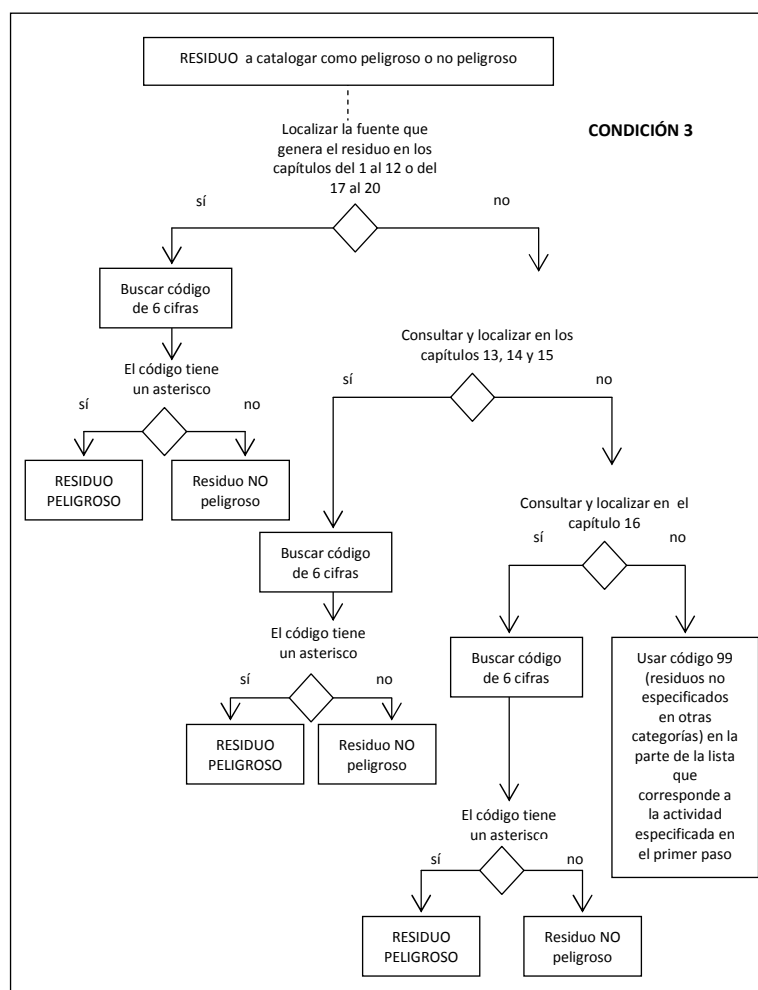 RESIDUO a catalogar como peligroso o no peligroso
CONDICIÓN 3
Localizar la fuente que
genera el residuo en los
capítulos del 1 al 12 o del
17 al 20
sí
no
Buscar código
de 6 cifras
El código tiene
un asterisco
sí
no
RESIDUO
PELIGROSO
Residuo NO
peligroso
Consultar y localizar en los
capítulos 13, 14 y 15
sí
no
Buscar código
de 6 cifras
El código tiene
un asterisco
sí
no
RESIDUO
PELIGROSO
Residuo NO
peligroso
Consultar y localizar en el
capítulo 16
sí
no
Buscar código
de 6 cifras
El código tiene
un asterisco
sí
no
RESIDUO
PELIGROSO
Residuo NO
peligroso
Usar código 99
(residuos no
especificados
en otras
categorías) en la
parte de la lista
que
corresponde a
la actividad
especificada en
el primer paso